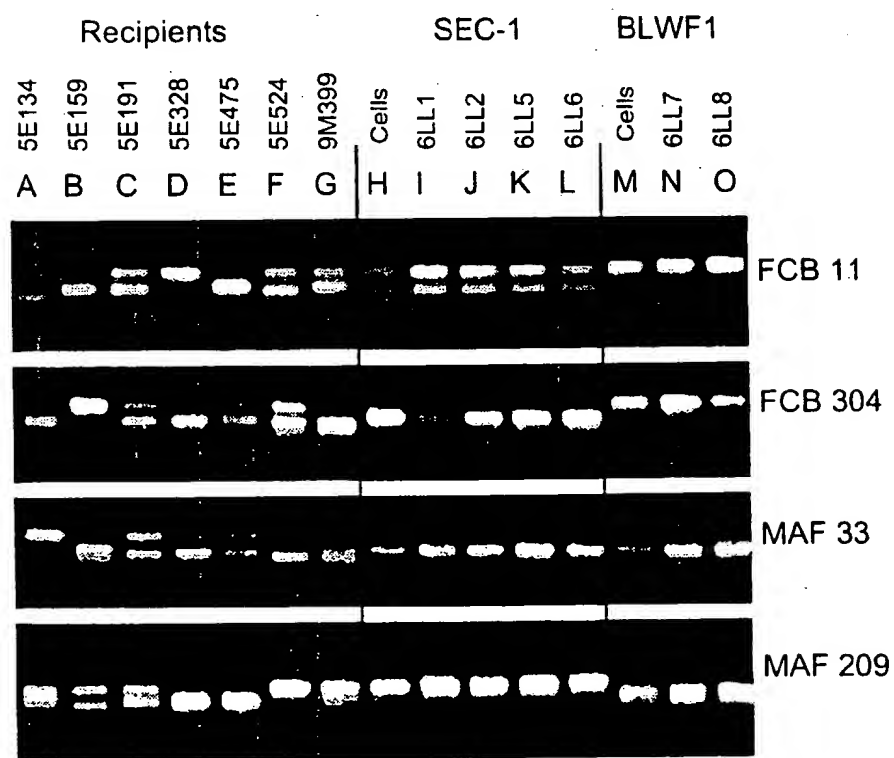 Recipients SEC-1 BLWF1
5E134 5E159 5E191 5E328 5E475 5E524 9M399 Cells 6LL1 6LL2 6LL5 6LL6 Cells 6LL7 6LL8
A B C D E F G H I J K L M N O
FCB 11
FCB 304
MAF 33
MAF 209